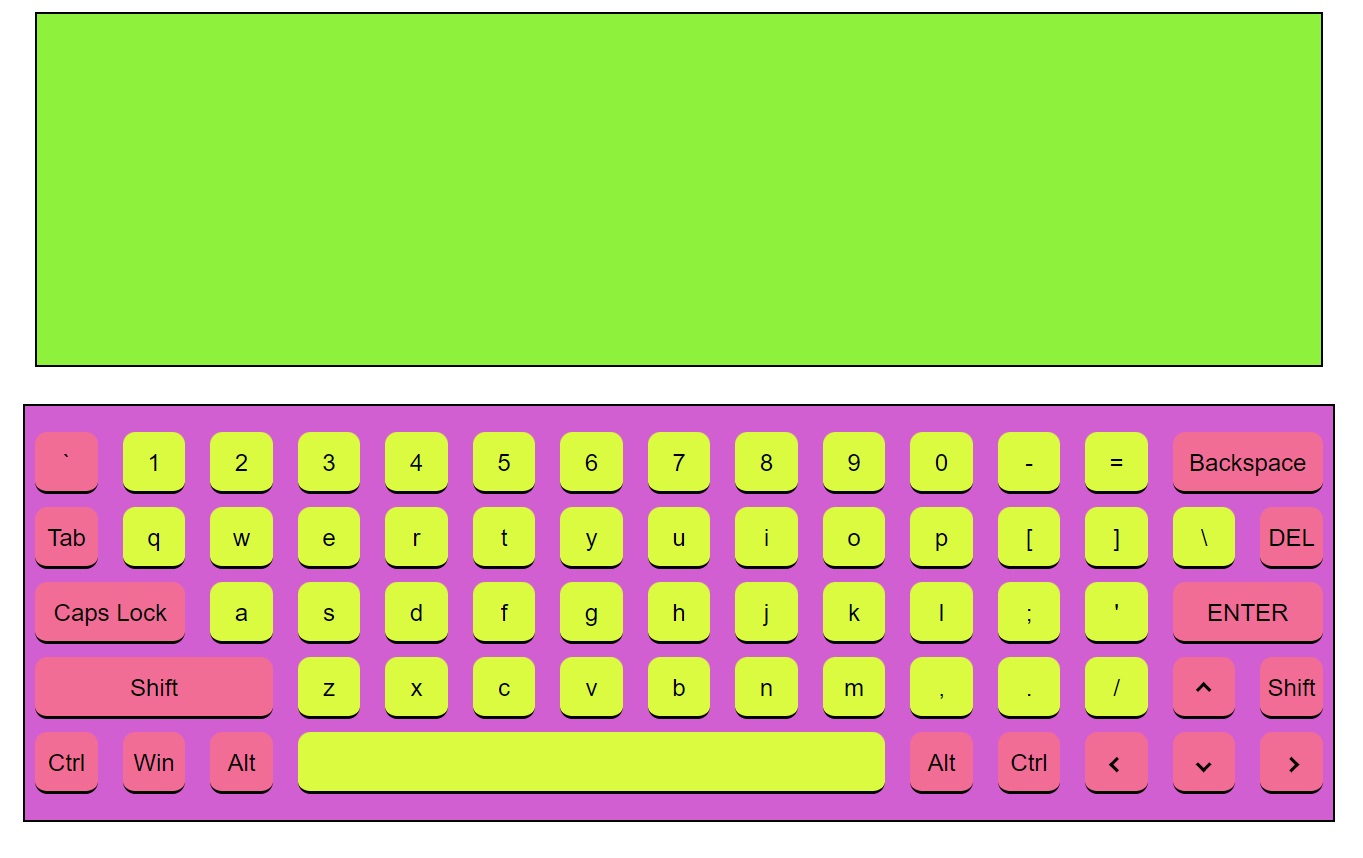 ` 1 2 3 4 5 6 7 8 9 0 - = Backspace
Tab q w e r t y u i o p [ ] \ DEL
Caps Lock a s d f g h j k l ; ' ENTER
Shift z x c v b n m , . / ^ Shift
Ctrl Win Alt Alt Ctrl < ⌄ >